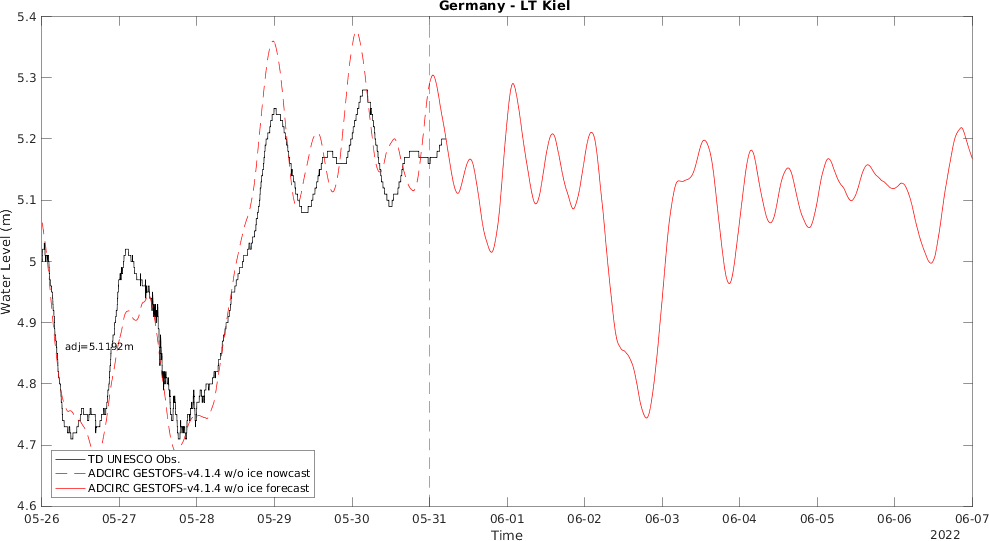 Germany - LT Kiel
Water Level (m)
5.4
5.3
5.2
5.1
5
4.9
4.8
4.7
4.6
adj=5.1192m
TD UNESCO Obs.
ADCIRC GESTOFS-v4.1.4 w/o ice nowcast
ADCIRC GESTOFS-v4.1.4 w/o ice forecast
05-26 05-27 05-28 05-29 05-30 05-31 06-01 06-02 06-03 06-04 06-05 06-06 06-07
Time
2022